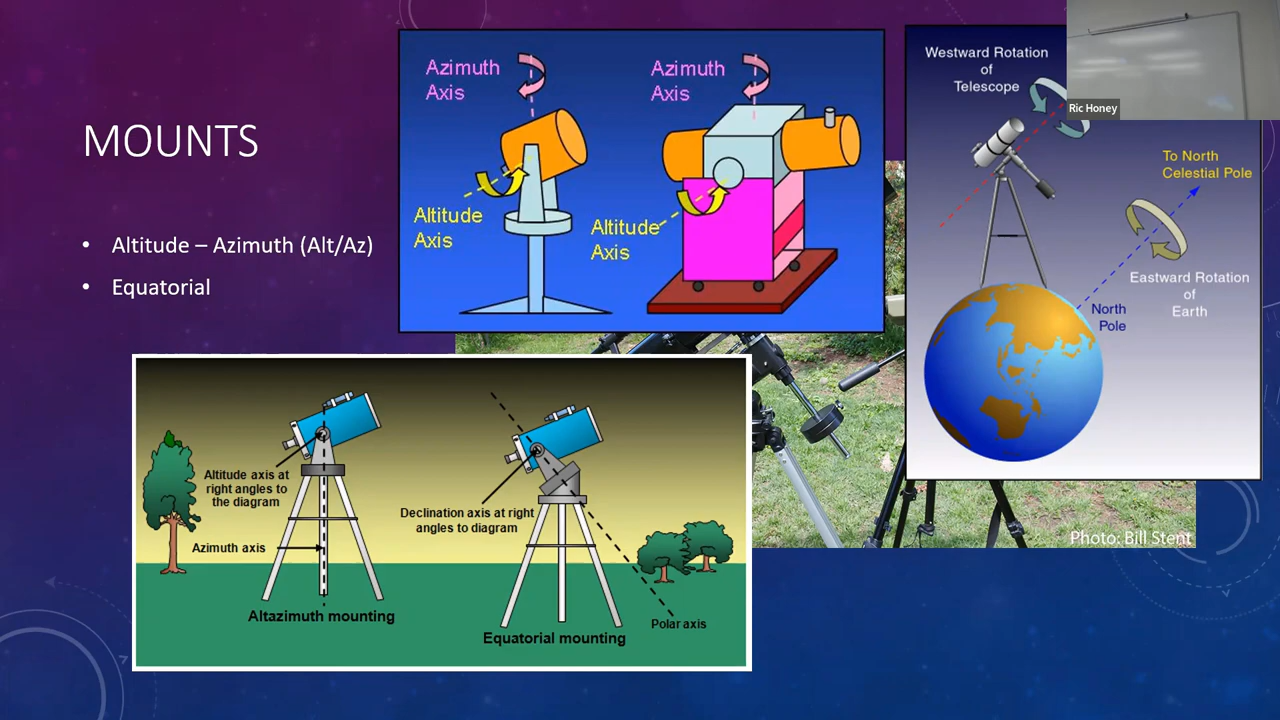 MOUNTS
• Altitude – Azimuth (Alt/Az)
• Equatorial
Azimuth
Axis
Altitude
Axis
Azimuth
Axis
Altitude
Axis
Westward Rotation
of
Telescope
Ric Honey
To North
Celestial Pole
Eastward Rotation
of
Earth
North
Pole
Altitude axis at
right angles to
the diagram
Azimuth axis
Altazimuth mounting
Declination axis at right
angles to diagram
Polar axis
Equatorial mounting
Photo: Bill Stent